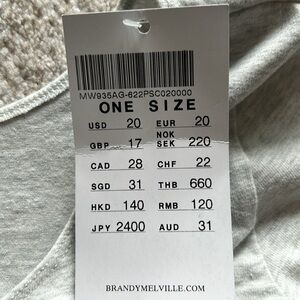 MW935AG-622PSC020000
ONE SIZE
USD 20 EUR 20
GBP 17 NOK SEK 220
CAD 28 CHF 22
SGD 31 THB 660
HKD 140 RMB 120
JPY 2400 AUD 31
BRANDYMELVILLE.COM